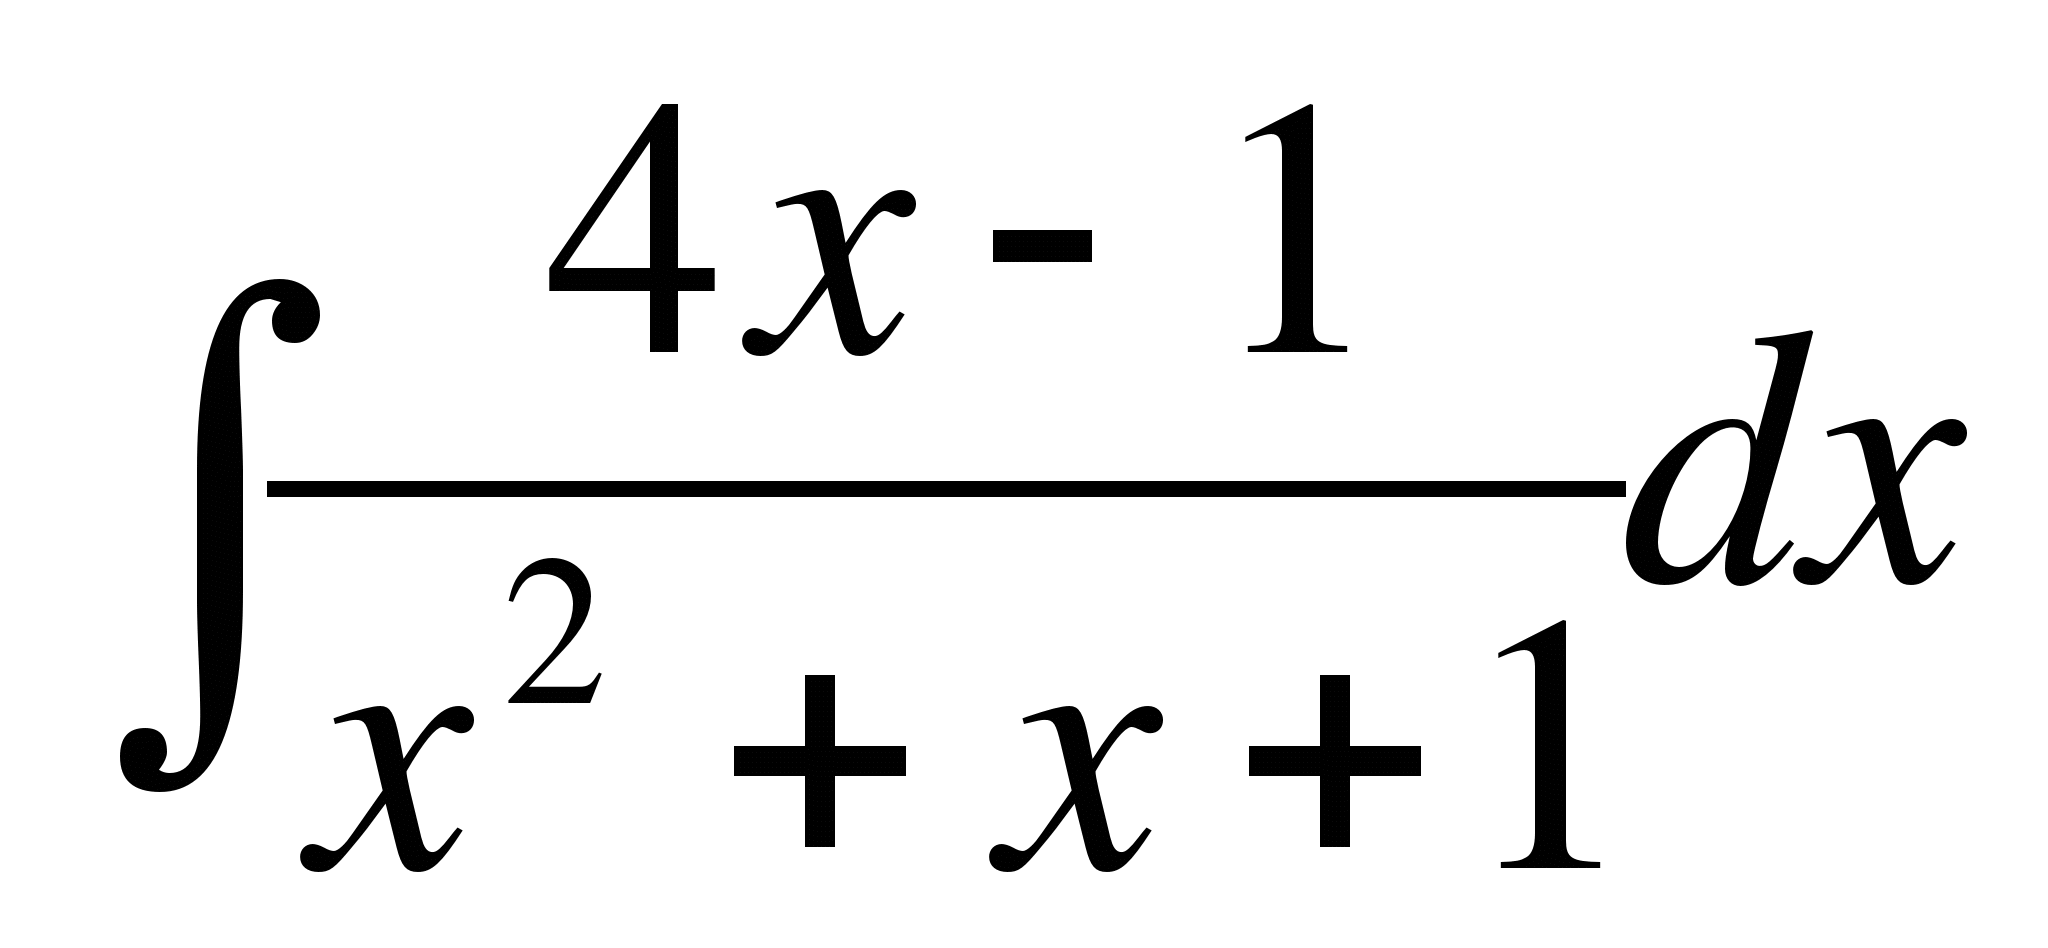 ∫ (4x - 1)/(x² + x + 1) dx